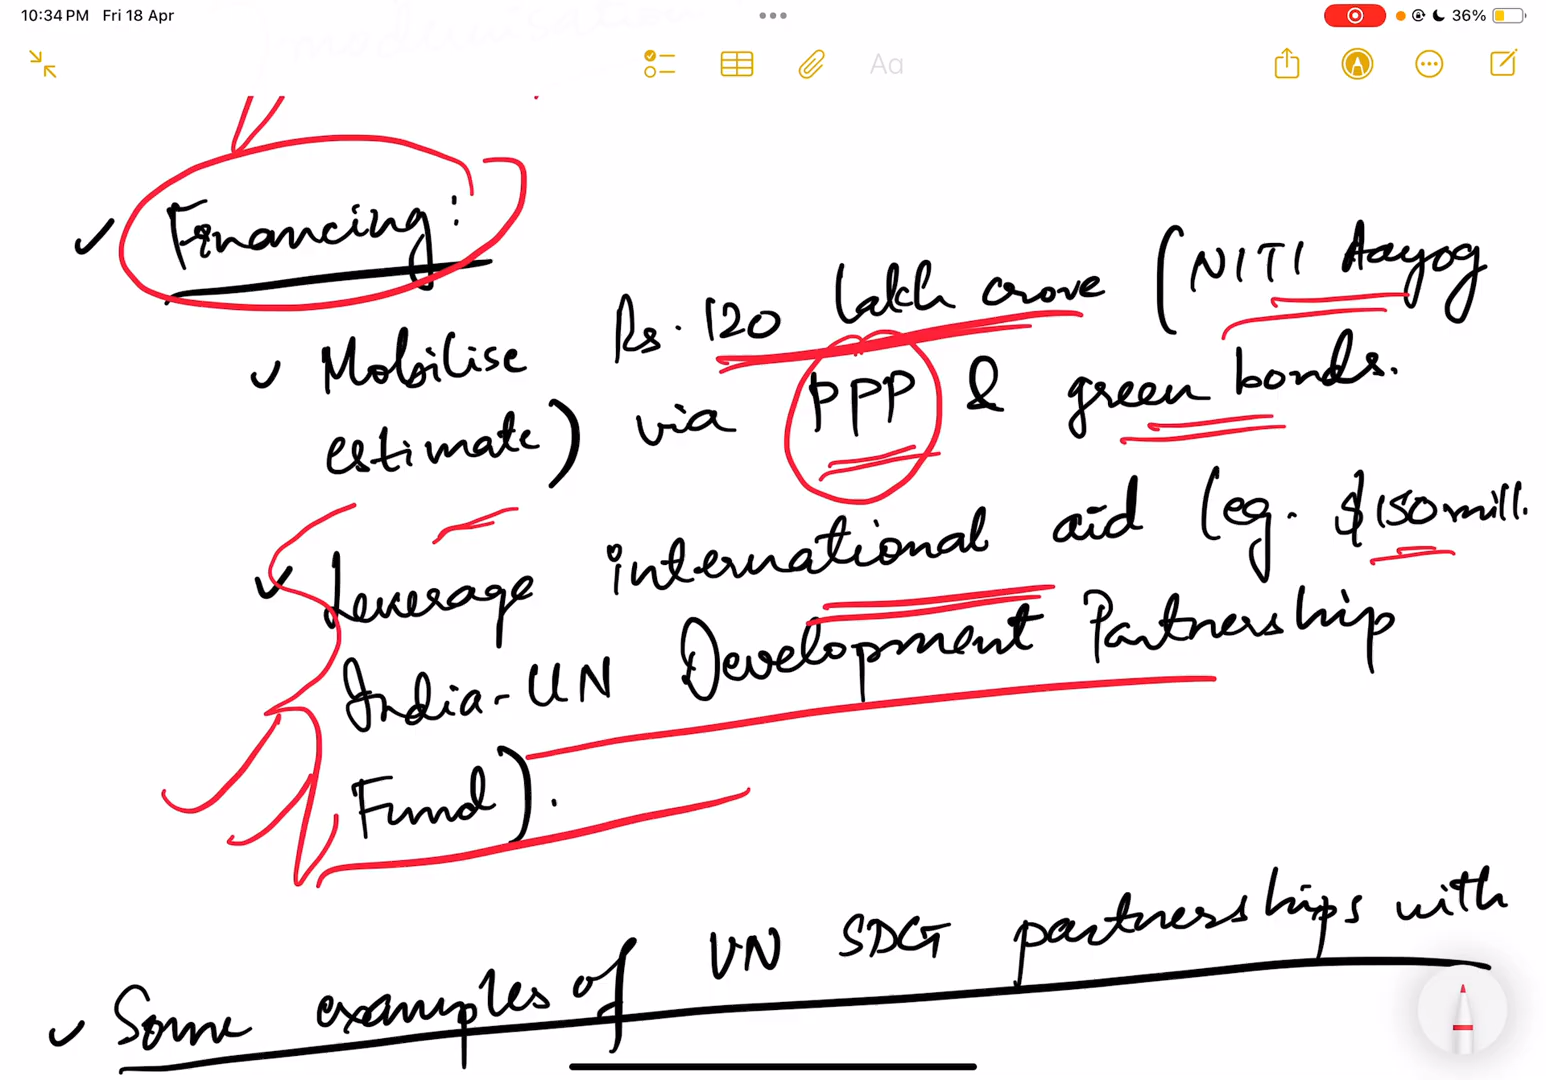 10:34 PM Fri 18 Apr
36%
Aa
Financing:
Mobilise Rs. 120 lakh crore (NITI Aayog
estimate) via PPP & green bonds.
Leverage international aid (eg. $150 mill.
India-UN Development Partnership
Fund).
Some examples of UN SDG partnerships with